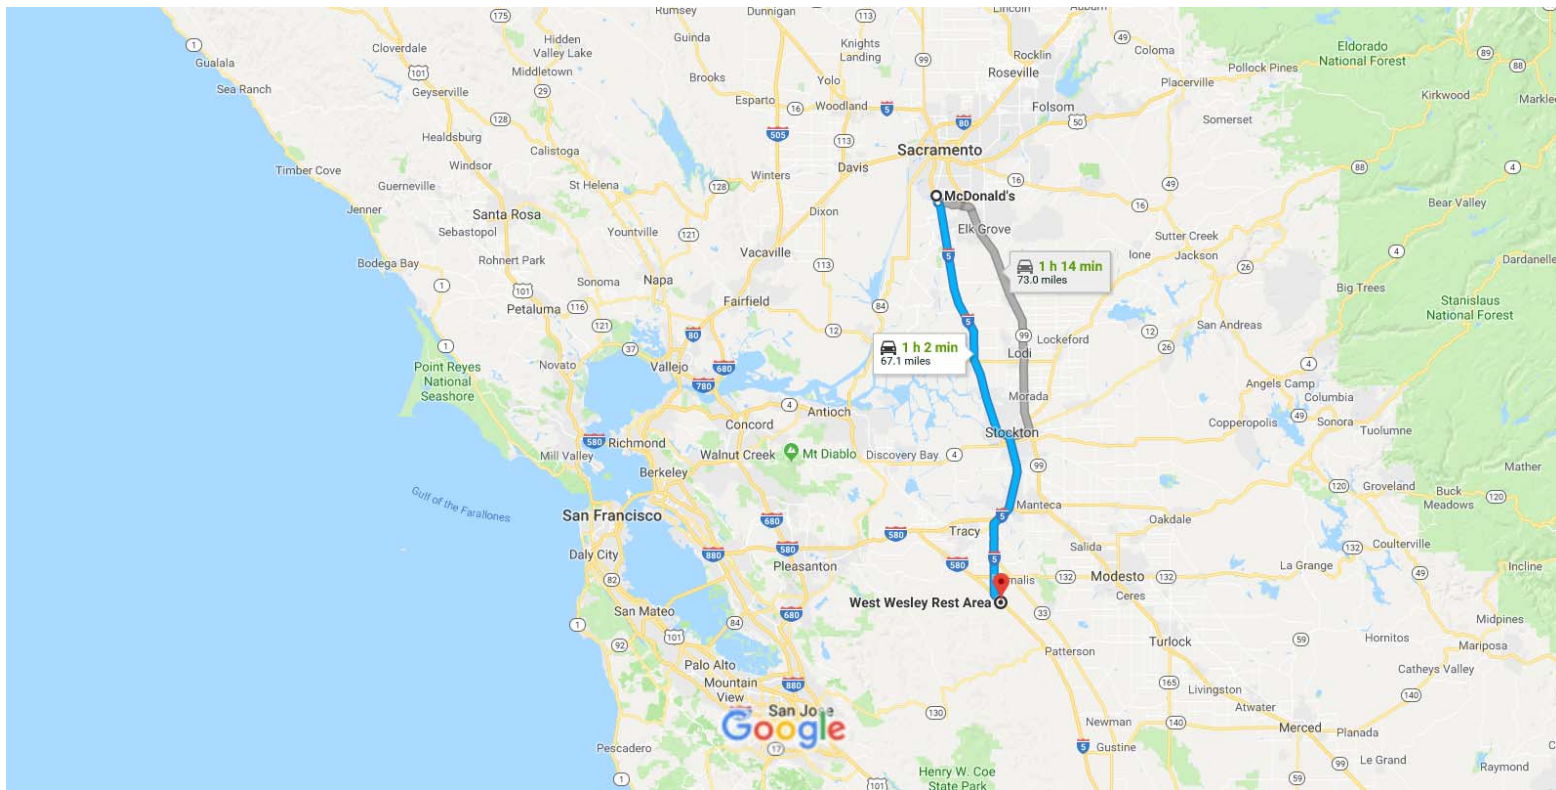 175
Rumsey
Dunnigan
113
Lincoln
Auburn
1
Gualala
Sea Ranch
Cloverdale
101
Geyserville
Hidden
Valley Lake
Middletown
29
Guinda
Brooks
Knights
Landing
99
Rocklin
Roseville
49
Coloma
Placerville
Pollock Pines
Eldorado
National Forest
89
88
88
Kirkwood
128
Healdsburg
Windsor
Calistoga
Esparto
16
Yolo
Woodland
5
505
113
80
Folsom
50
Somerset
Timber Cove
Guerneville
Jenner
Santa Rosa
Sebastopol
Rohnert Park
St Helena
Yountville
128
121
Winters
Davis
Dixon
Sacramento
McDonald's
16
16
49
88
4
Bear Valley
Elk Grove
Bodega Bay
1
101
Petaluma
116
Sonoma
Napa
121
Vacaville
113
Fairfield
84
12
5
1 h 14 min
73.0 miles
Ione
Sutter Creek
Jackson
26
4
Big Trees
Stanislaus
National Forest
5
99
Lockeford
Lodi
12
26
San Andreas
1 h 2 min
67.1 miles
1
Point Reyes
National
Seashore
Novato
37
Vallejo
80
680
780
4
Antioch
Concord
Morada
Stockton
4
Angels Camp
Columbia
49
Sonora
Copperopolis
Tuolumne
580
Richmond
Mill Valley
Berkeley
Walnut Creek
Mt Diablo
Discovery Bay
4
99
Mather
Gulf of the Farallones
San Francisco
Daly City
680
580
880
580
Pleasanton
Tracy
5
Manteca
Oakdale
120
Groveland
Buck
Meadows
120
580
5
Salida
132
Coulterville
La Grange
49
Incline
82
San Mateo
1
92
101
84
680
West Wesley Rest Area
132
Modesto
132
Ceres
33
Patterson
Turlock
59
Hornitos
Midpines
Mariposa
Palo Alto
Mountain
View
880
San Jose
Google
17
Pescadero
1
130
101
Henry W. Coe
State Park
165
Livingston
Atwater
Newman
140
5
Gustine
Merced
Planada
Catheys Valley
140
99
59
Le Grand
Raymond